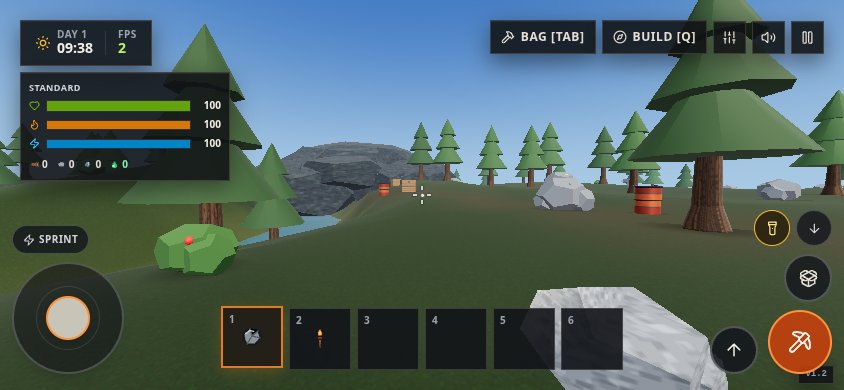 DAY 1
09:38
FPS
2
BAG [TAB]
BUILD [Q]
STANDARD
100
100
100
0 0 0 0
SPRINT
1 2 3 4 5 6
v1.2